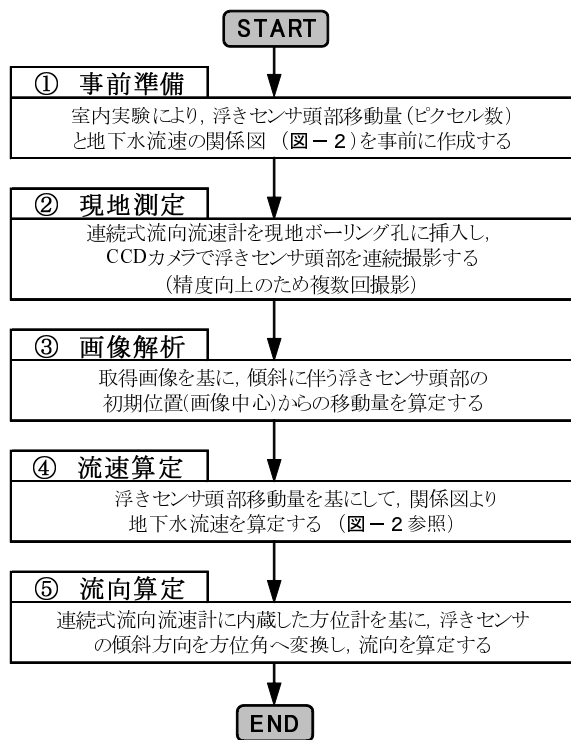 START
① 事前準備
室内実験により，浮きセンサ頭部移動量（ピクセル数）
と地下水流速の関係図 （図－２）を事前に作成する
② 現地測定
連続式流向流速計を現地ボーリング孔に挿入し，
CCDカメラで浮きセンサ頭部を連続撮影する
（精度向上のため複数回撮影）
③ 画像解析
取得画像を基に，傾斜に伴う浮きセンサ頭部の
初期位置(画像中心)からの移動量を算定する
④ 流速算定
浮きセンサ頭部移動量を基にして，関係図より
地下水流速を算定する （図－２参照）
⑤ 流向算定
連続式流向流速計に内蔵した方位計を基に，浮きセンサ
の傾斜方向を方位角へ変換し，流向を算定する
END